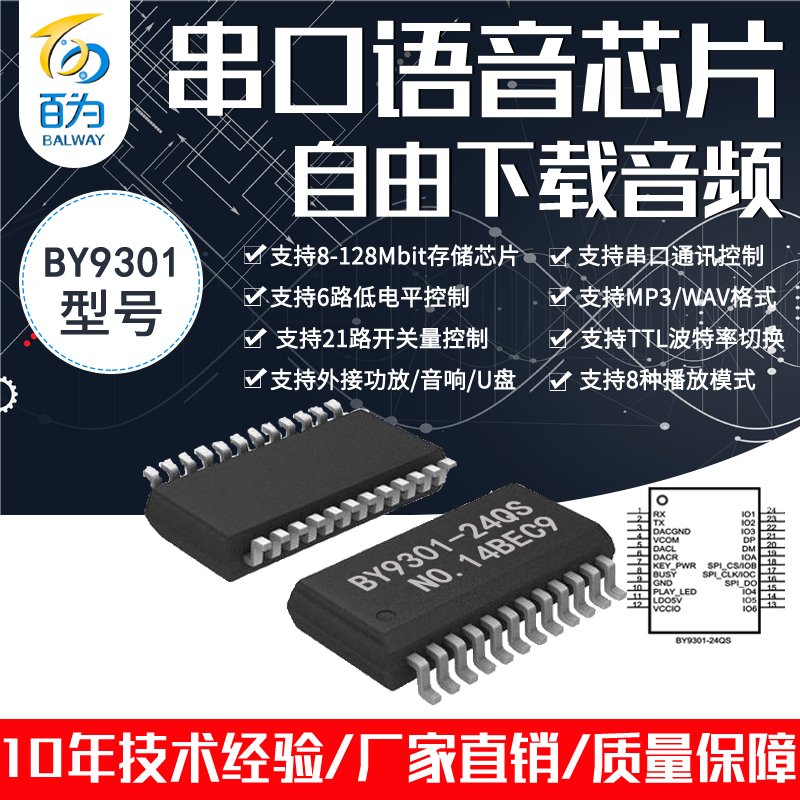 百为
BALWAY
串口语音芯片
自由下载音频
BY9301
型号
支持8-128Mbit存储芯片
支持串口通讯控制
支持6路低电平控制
支持MP3/WAV格式
支持21路开关量控制
支持TTL波特率切换
支持外接功放/音响/U盘
支持8种播放模式
BY9301-24QS
NO.14BEC9
1 RX IO1 24
2 TX IO2 23
3 DACGND IO3 22
4 VCOM DP 21
5 DACL DM 20
6 DACR IOA 19
7 KEY_PWR SPI_CS/IOB 18
8 BUSY SPI_CLK/IOC 17
9 GND SPI_DO 16
10 PLAY_LED IO4 15
11 LDO5V IO5 14
12 VCCIO IO6 13
BY9301-24QS
10年技术经验/厂家直销/质量保障